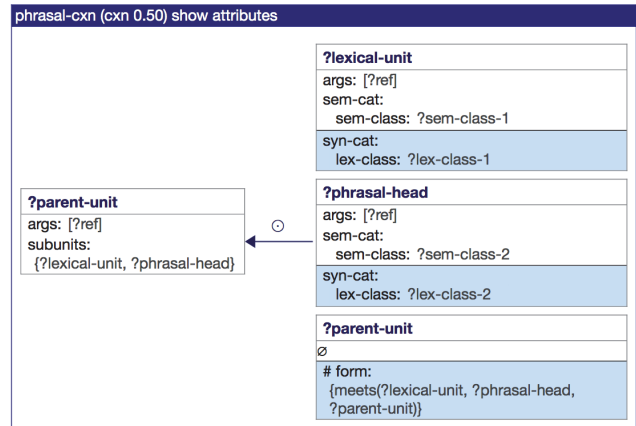 phrasal-cxn (cxn 0.50) show attributes
?parent-unit
args: [?ref]
subunits:
{?lexical-unit, ?phrasal-head}
⊙
?lexical-unit
args: [?ref]
sem-cat:
sem-class: ?sem-class-1
syn-cat:
lex-class: ?lex-class-1
?phrasal-head
args: [?ref]
sem-cat:
sem-class: ?sem-class-2
syn-cat:
lex-class: ?lex-class-2
?parent-unit
∅
# form:
{meets(?lexical-unit, ?phrasal-head,
?parent-unit)}